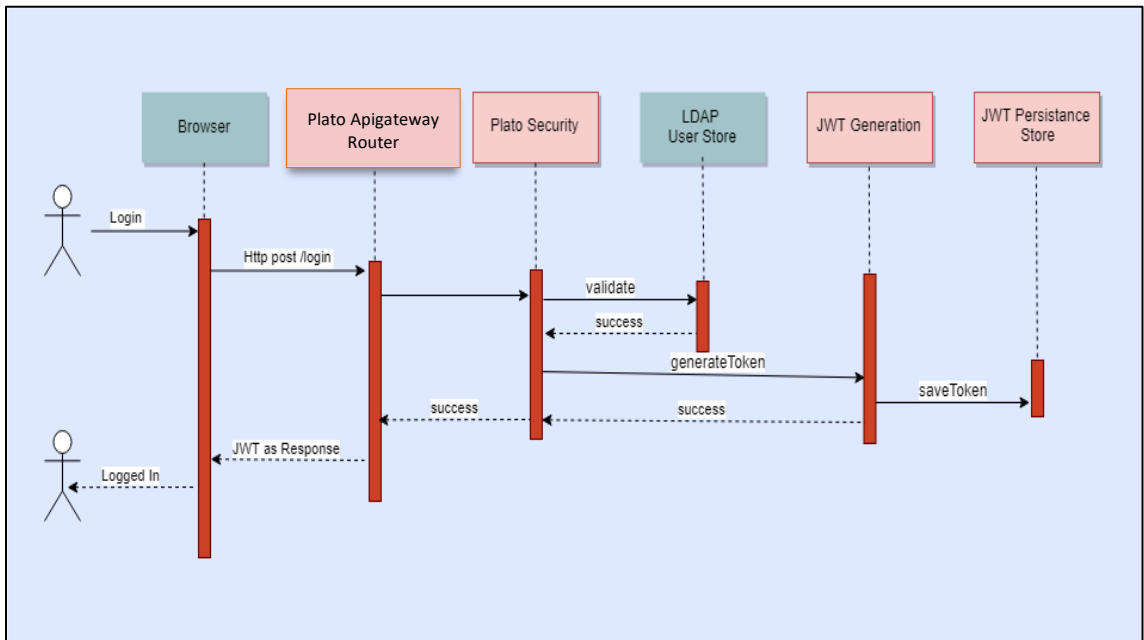 Browser
Plato Apigateway
Router
Plato Security
LDAP
User Store
JWT Generation
JWT Persistance
Store
Login
Http post /login
validate
success
generateToken
saveToken
success
success
JWT as Response
Logged In